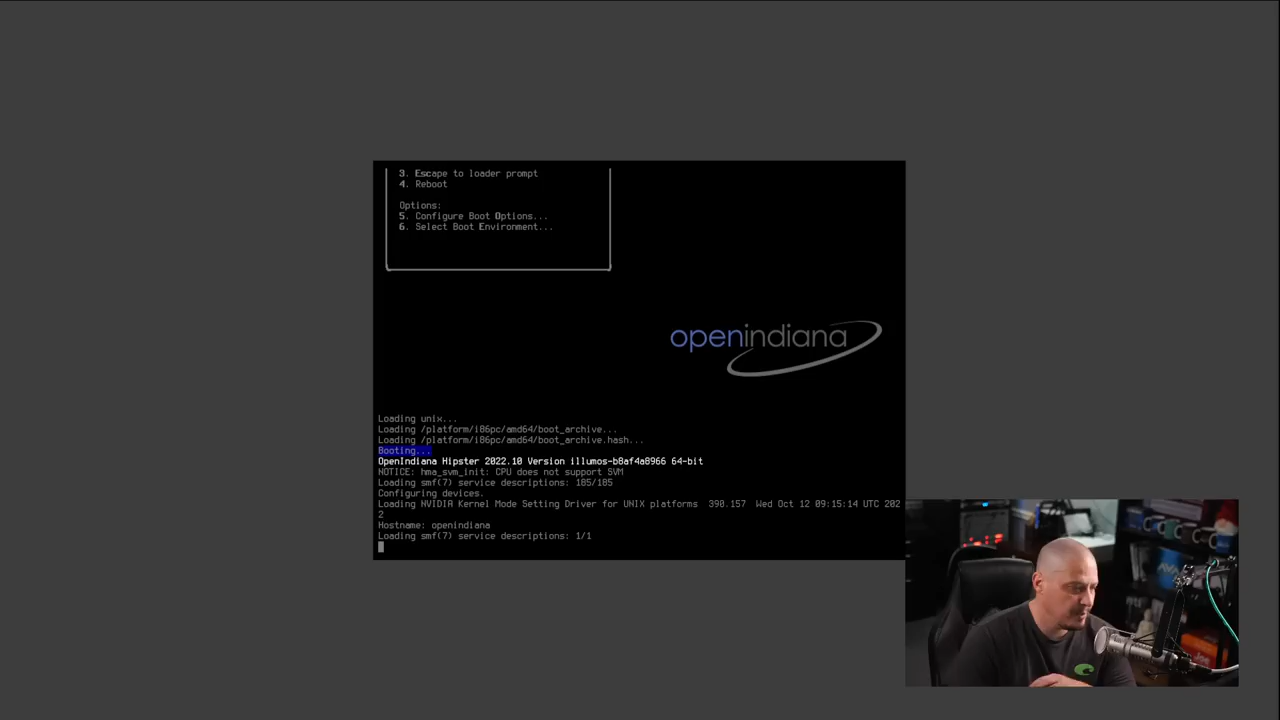 3. Escape to loader prompt
4. Reboot
Options:
5. Configure Boot Options...
6. Select Boot Environment...
openindiana
Loading unix...
Loading /platform/i86pc/amd64/boot_archive...
Loading /platform/i86pc/amd64/boot_archive.hash...
Booting...
OpenIndiana Hipster 2022.10 Version illumos-b8af4a8966 64-bit
NOTICE: hma_svm_init: CPU does not support SVM
Loading smf(7) service descriptions: 185/185
Configuring devices.
Loading NVIDIA Kernel Mode Setting Driver for UNIX platforms  390.157  Wed Oct 12 09:15:14 UTC 202
2
Hostname: openindiana
Loading smf(7) service descriptions: 1/1